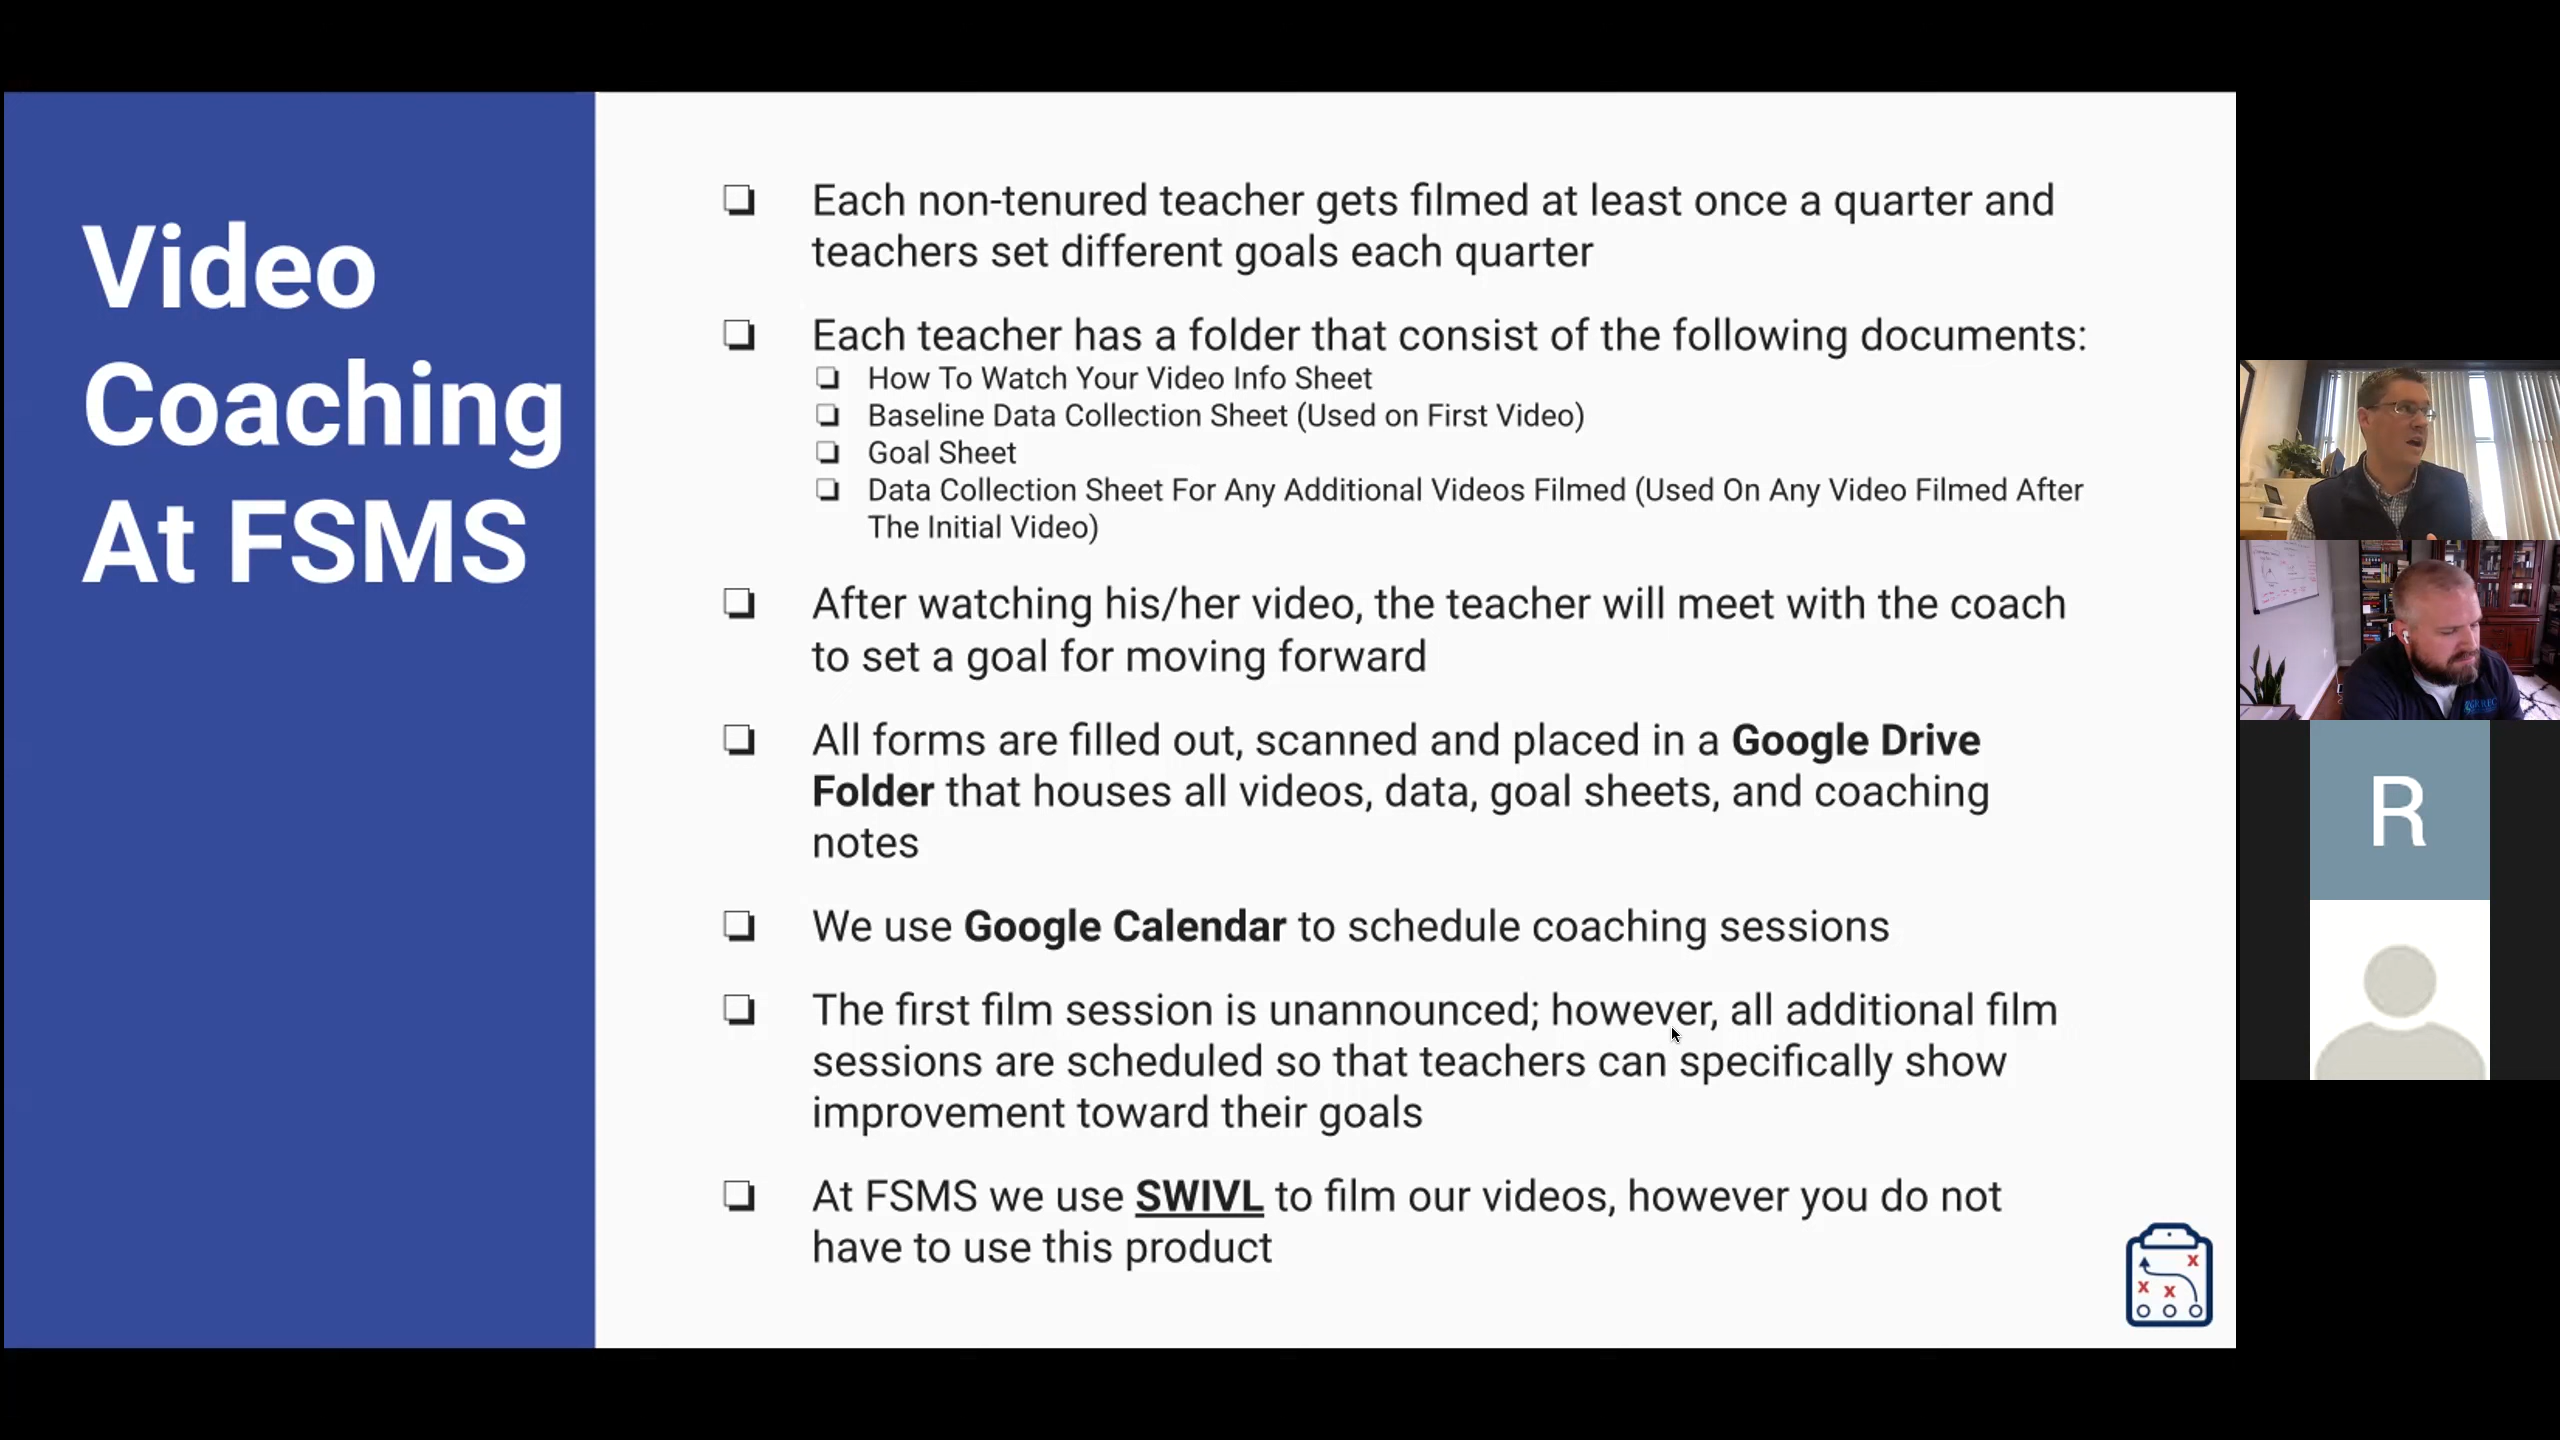 Video
Coaching
At FSMS
Each non-tenured teacher gets filmed at least once a quarter and
teachers set different goals each quarter
Each teacher has a folder that consist of the following documents:
How To Watch Your Video Info Sheet
Baseline Data Collection Sheet (Used on First Video)
Goal Sheet
Data Collection Sheet For Any Additional Videos Filmed (Used On Any Video Filmed After
The Initial Video)
After watching his/her video, the teacher will meet with the coach
to set a goal for moving forward
All forms are filled out, scanned and placed in a Google Drive
Folder that houses all videos, data, goal sheets, and coaching
notes
We use Google Calendar to schedule coaching sessions
The first film session is unannounced; however, all additional film
sessions are scheduled so that teachers can specifically show
improvement toward their goals
At FSMS we use SWIVL to film our videos, however you do not
have to use this product
R